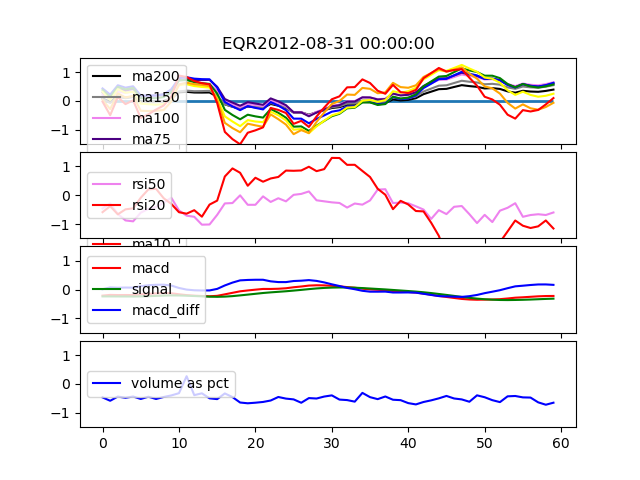 EQR2012-08-31 00:00:00
1
0
−1
ma200
ma150
ma100
ma75
1
0
−1
rsi50
rsi20
ma10
1
0
−1
macd
signal
macd_diff
1
0
−1
volume as pct
0 10 20 30 40 50 60